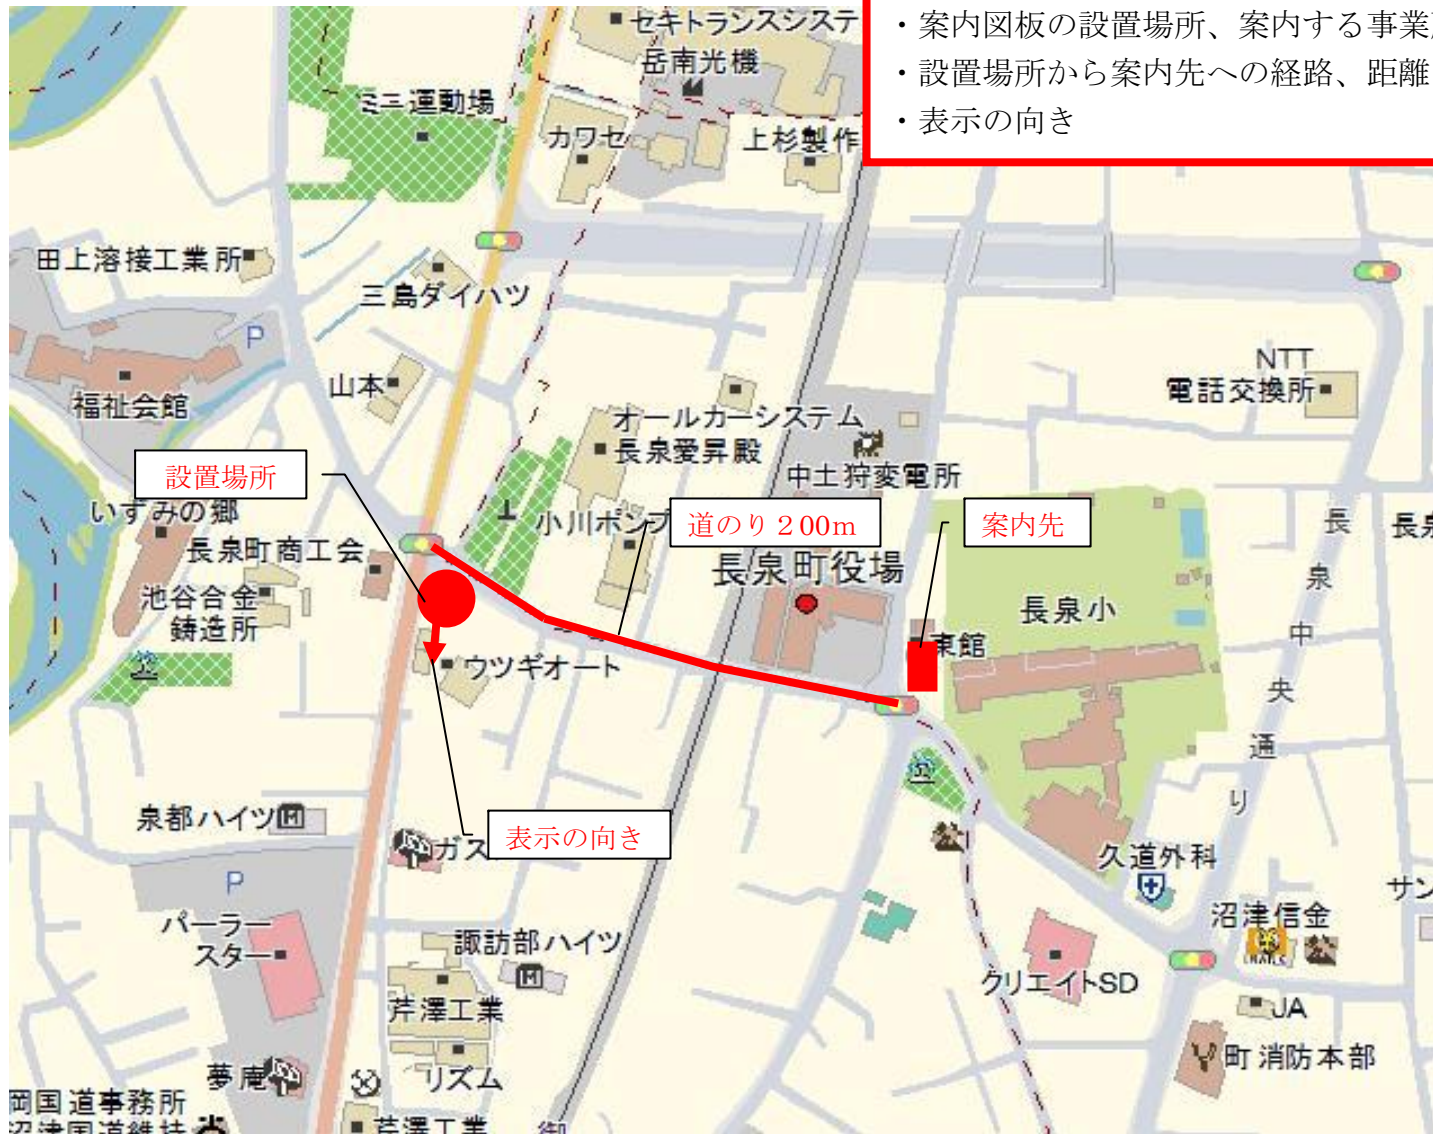 ・案内図板の設置場所、案内する事業
・設置場所から案内先への経路、距離
・表示の向き
セキトランスシステ
岳南光機
ミニ運動場
カワセ
上杉製作
田上溶接工業所
三島ダイハツ
P
福祉会館
山本
NTT
電話交換所
オールカーシステム
長泉愛昇殿
中土狩変電所
設置場所
いずみの郷
長泉町商工会
小川ポンプ
道のり200m
案内先
長泉町役場
池谷合金
鋳造所
長泉小
東館
ウツギオート
長泉中央通り
長泉
泉都ハイツ
ガス
表示の向き
久道外科
P
パーラー
スター
諏訪部ハイツ
沼津信金
サン
クリエイトSD
芹澤工業
JA
町消防本部
夢庵
リズム
岡国道事務所
沼津国道維持
芹澤工業
御